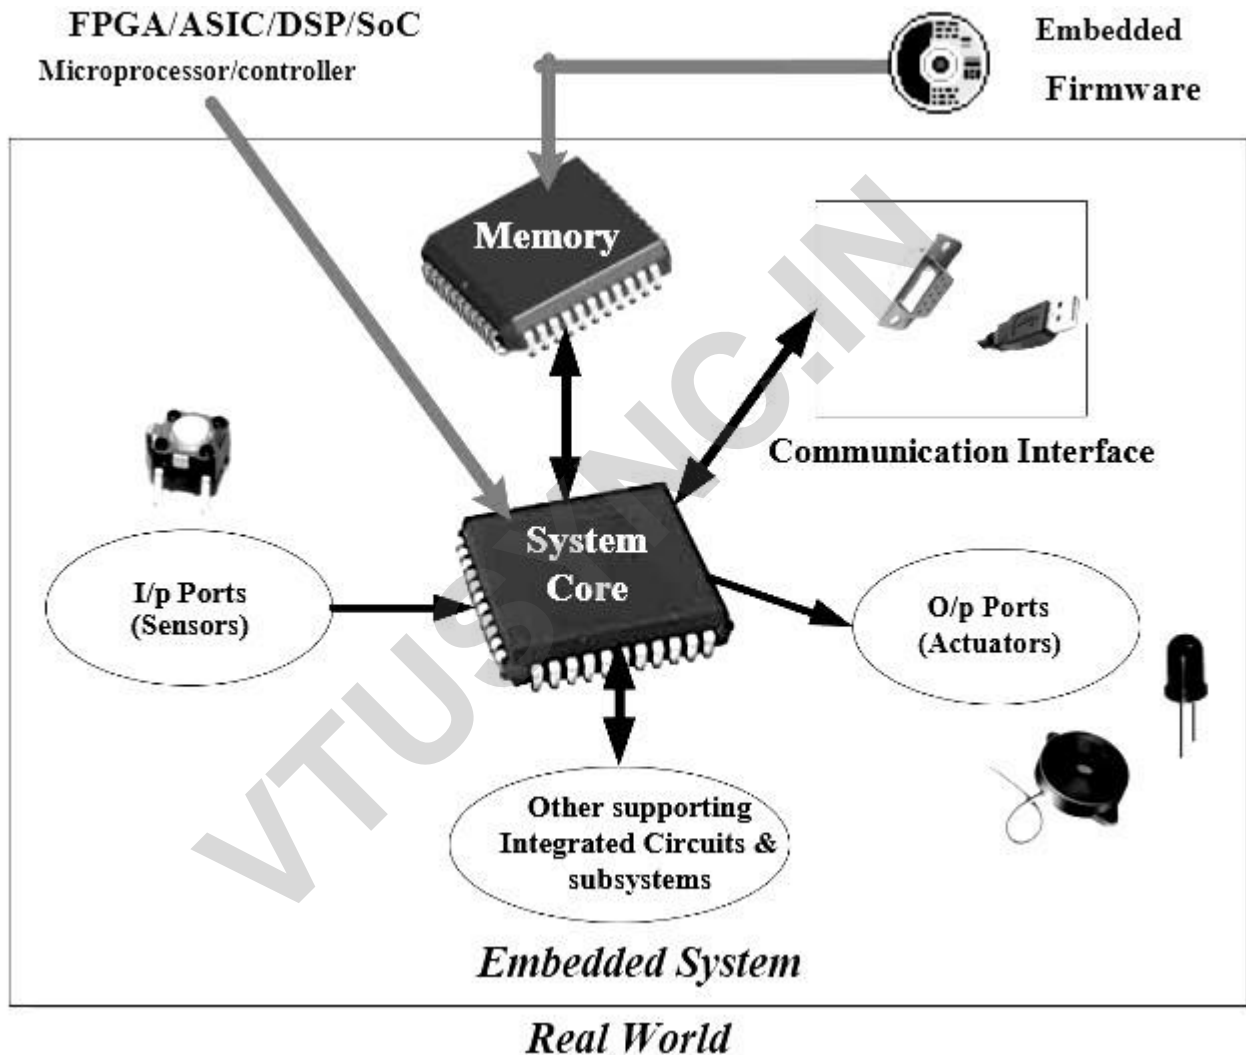 FPGA/ASIC/DSP/SoC
Microprocessor/controller
Embedded
Firmware
Memory
Communication Interface
System
Core
I/p Ports
(Sensors)
O/p Ports
(Actuators)
Other supporting
Integrated Circuits &
subsystems
Embedded System
Real World
VTUSYNC.IN